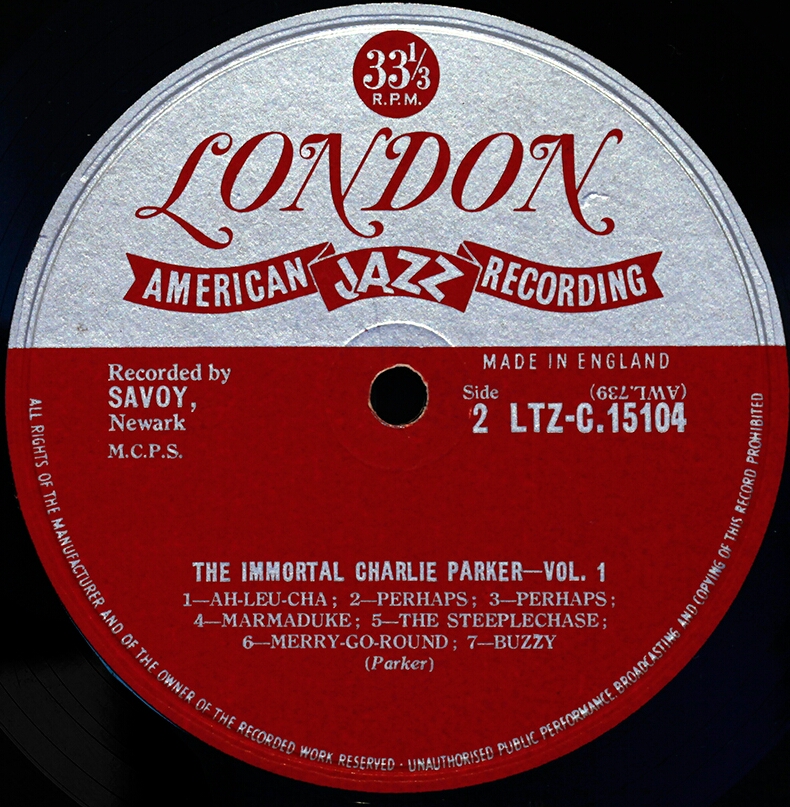 33⅓
R.P.M.
LONDON
AMERICAN JAZZ RECORDING
Recorded by
SAVOY,
Newark
M.C.P.S.
MADE IN ENGLAND
Side
2
(AWL.739)
LTZ-C.15104
THE IMMORTAL CHARLIE PARKER—VOL. 1
1—AH-LEU-CHA; 2—PERHAPS; 3—PERHAPS;
4—MARMADUKE; 5—THE STEEPLECHASE;
6—MERRY-GO-ROUND; 7—BUZZY
(Parker)
ALL RIGHTS OF THE MANUFACTURER AND OF THE OWNER OF THE RECORDED WORK RESERVED · UNAUTHORISED PUBLIC PERFORMANCE BROADCASTING AND COPYING OF THIS RECORD PROHIBITED